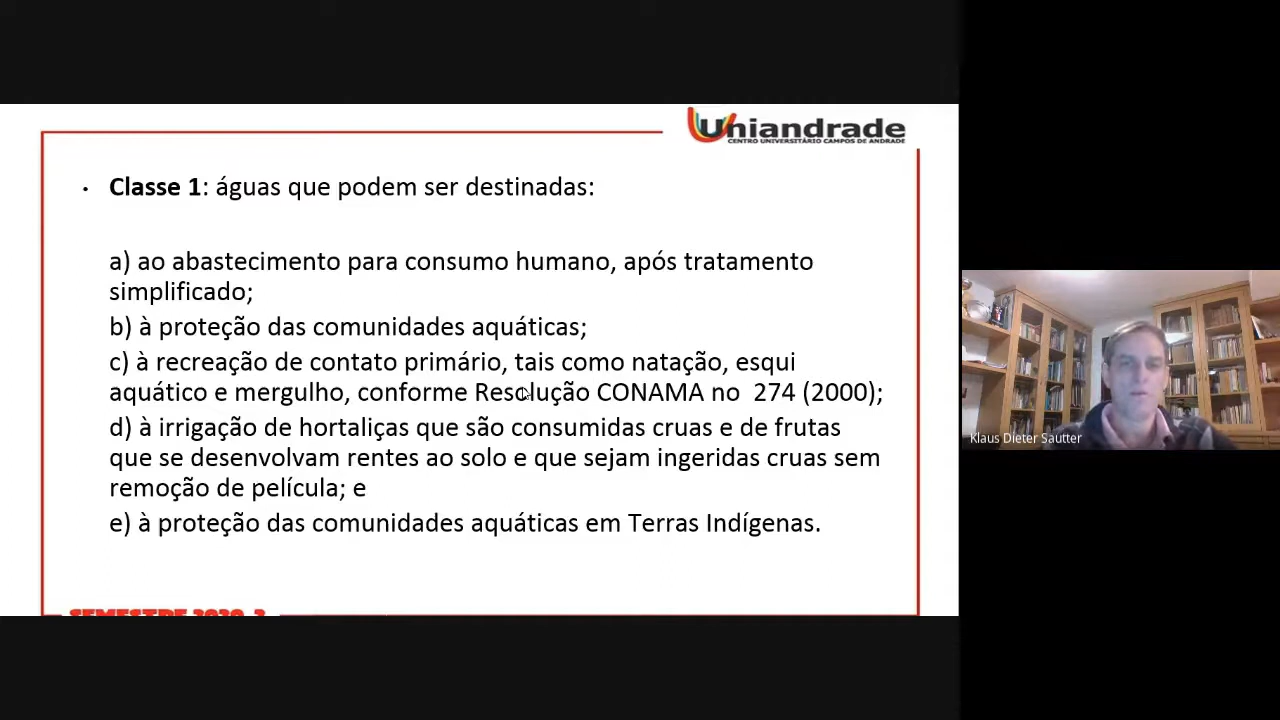 Uniandrade
CENTRO UNIVERSITÁRIO CAMPOS DE ANDRADE
• Classe 1: águas que podem ser destinadas:
a) ao abastecimento para consumo humano, após tratamento
simplificado;
b) à proteção das comunidades aquáticas;
c) à recreação de contato primário, tais como natação, esqui
aquático e mergulho, conforme Resolução CONAMA no 274 (2000);
d) à irrigação de hortaliças que são consumidas cruas e de frutas
que se desenvolvam rentes ao solo e que sejam ingeridas cruas sem
remoção de película; e
e) à proteção das comunidades aquáticas em Terras Indígenas.
SEMESTRE 2020-2
Klaus Dieter Sautter